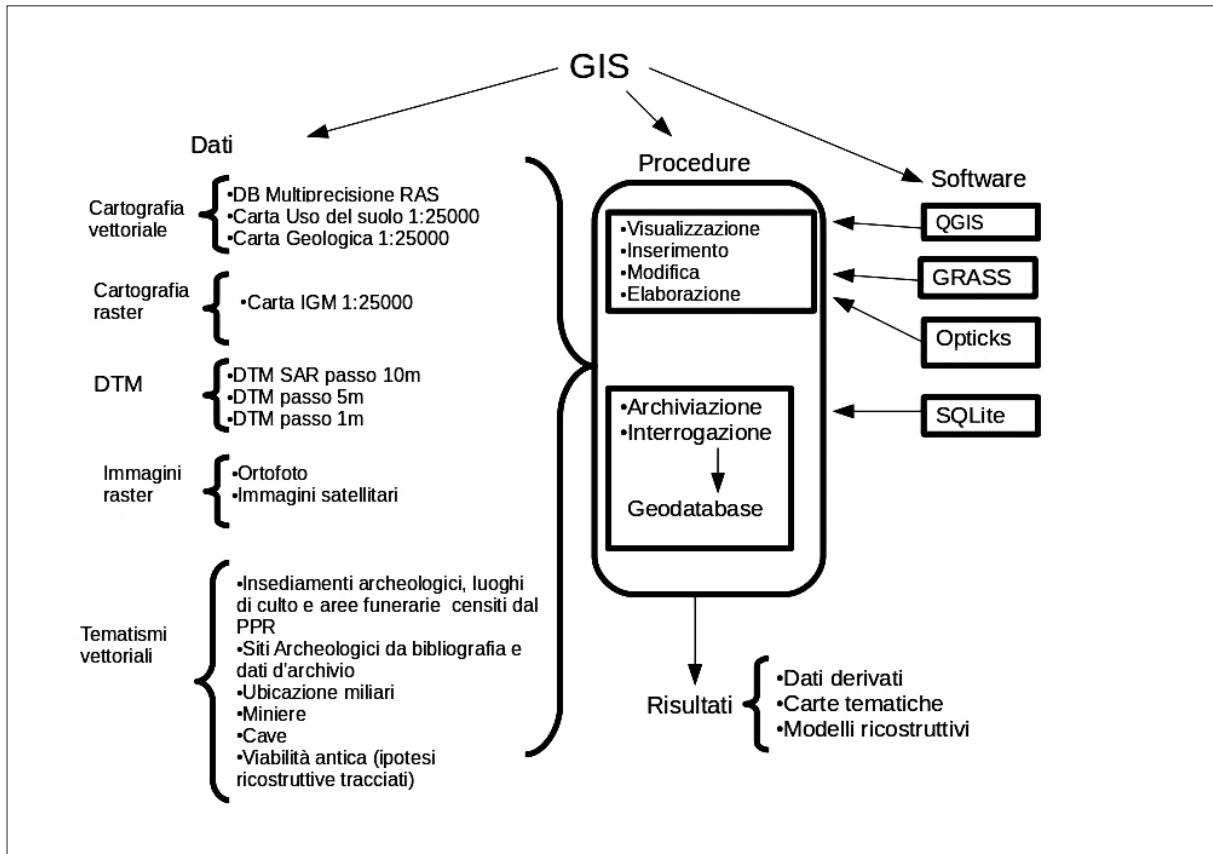 GIS
Dati
Cartografia
vettoriale
•DB Multiprecisione RAS
•Carta Uso del suolo 1:25000
•Carta Geologica 1:25000
Cartografia
raster
•Carta IGM 1:25000
DTM
•DTM SAR passo 10m
•DTM passo 5m
•DTM passo 1m
Immagini
raster
•Ortofoto
•Immagini satellitari
Tematismi
vettoriali
•Insediamenti archeologici, luoghi
di culto e aree funerarie censiti dal
PPR
•Siti Archeologici da bibliografia e
dati d'archivio
•Ubicazione miliari
•Miniere
•Cave
•Viabilità antica (ipotesi
ricostruttive tracciati)
Procedure
•Visualizzazione
•Inserimento
•Modifica
•Elaborazione
•Archiviazione
•Interrogazione
Geodatabase
Software
QGIS
GRASS
Opticks
SQLite
Risultati
•Dati derivati
•Carte tematiche
•Modelli ricostruttivi